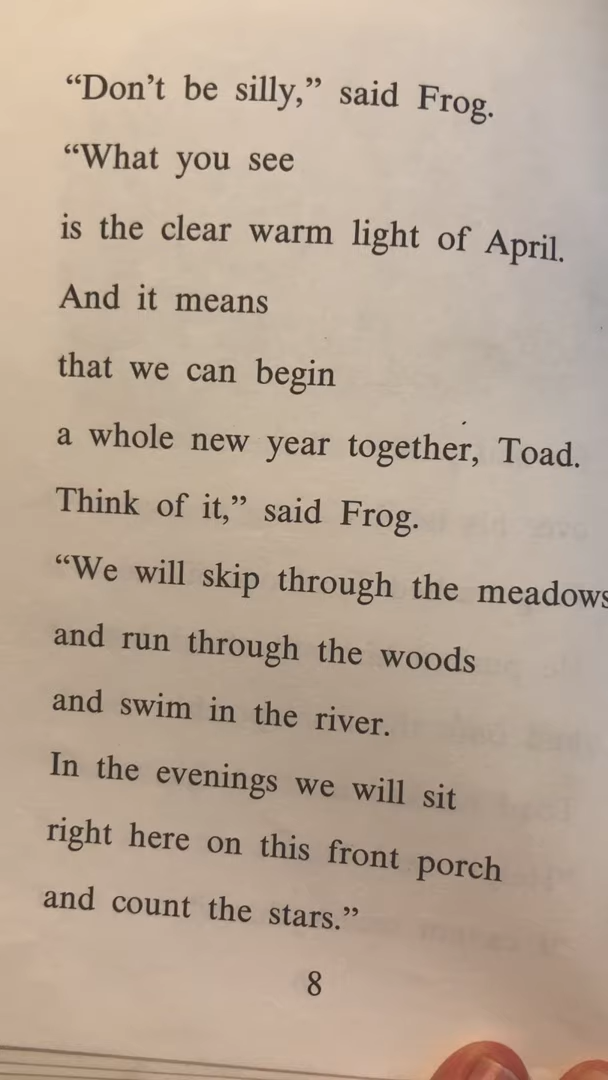 “Don’t be silly,” said Frog.
“What you see
is the clear warm light of April.
And it means
that we can begin
a whole new year together, Toad.
Think of it,” said Frog.
“We will skip through the meadows
and run through the woods
and swim in the river.
In the evenings we will sit
right here on this front porch
and count the stars.”
8